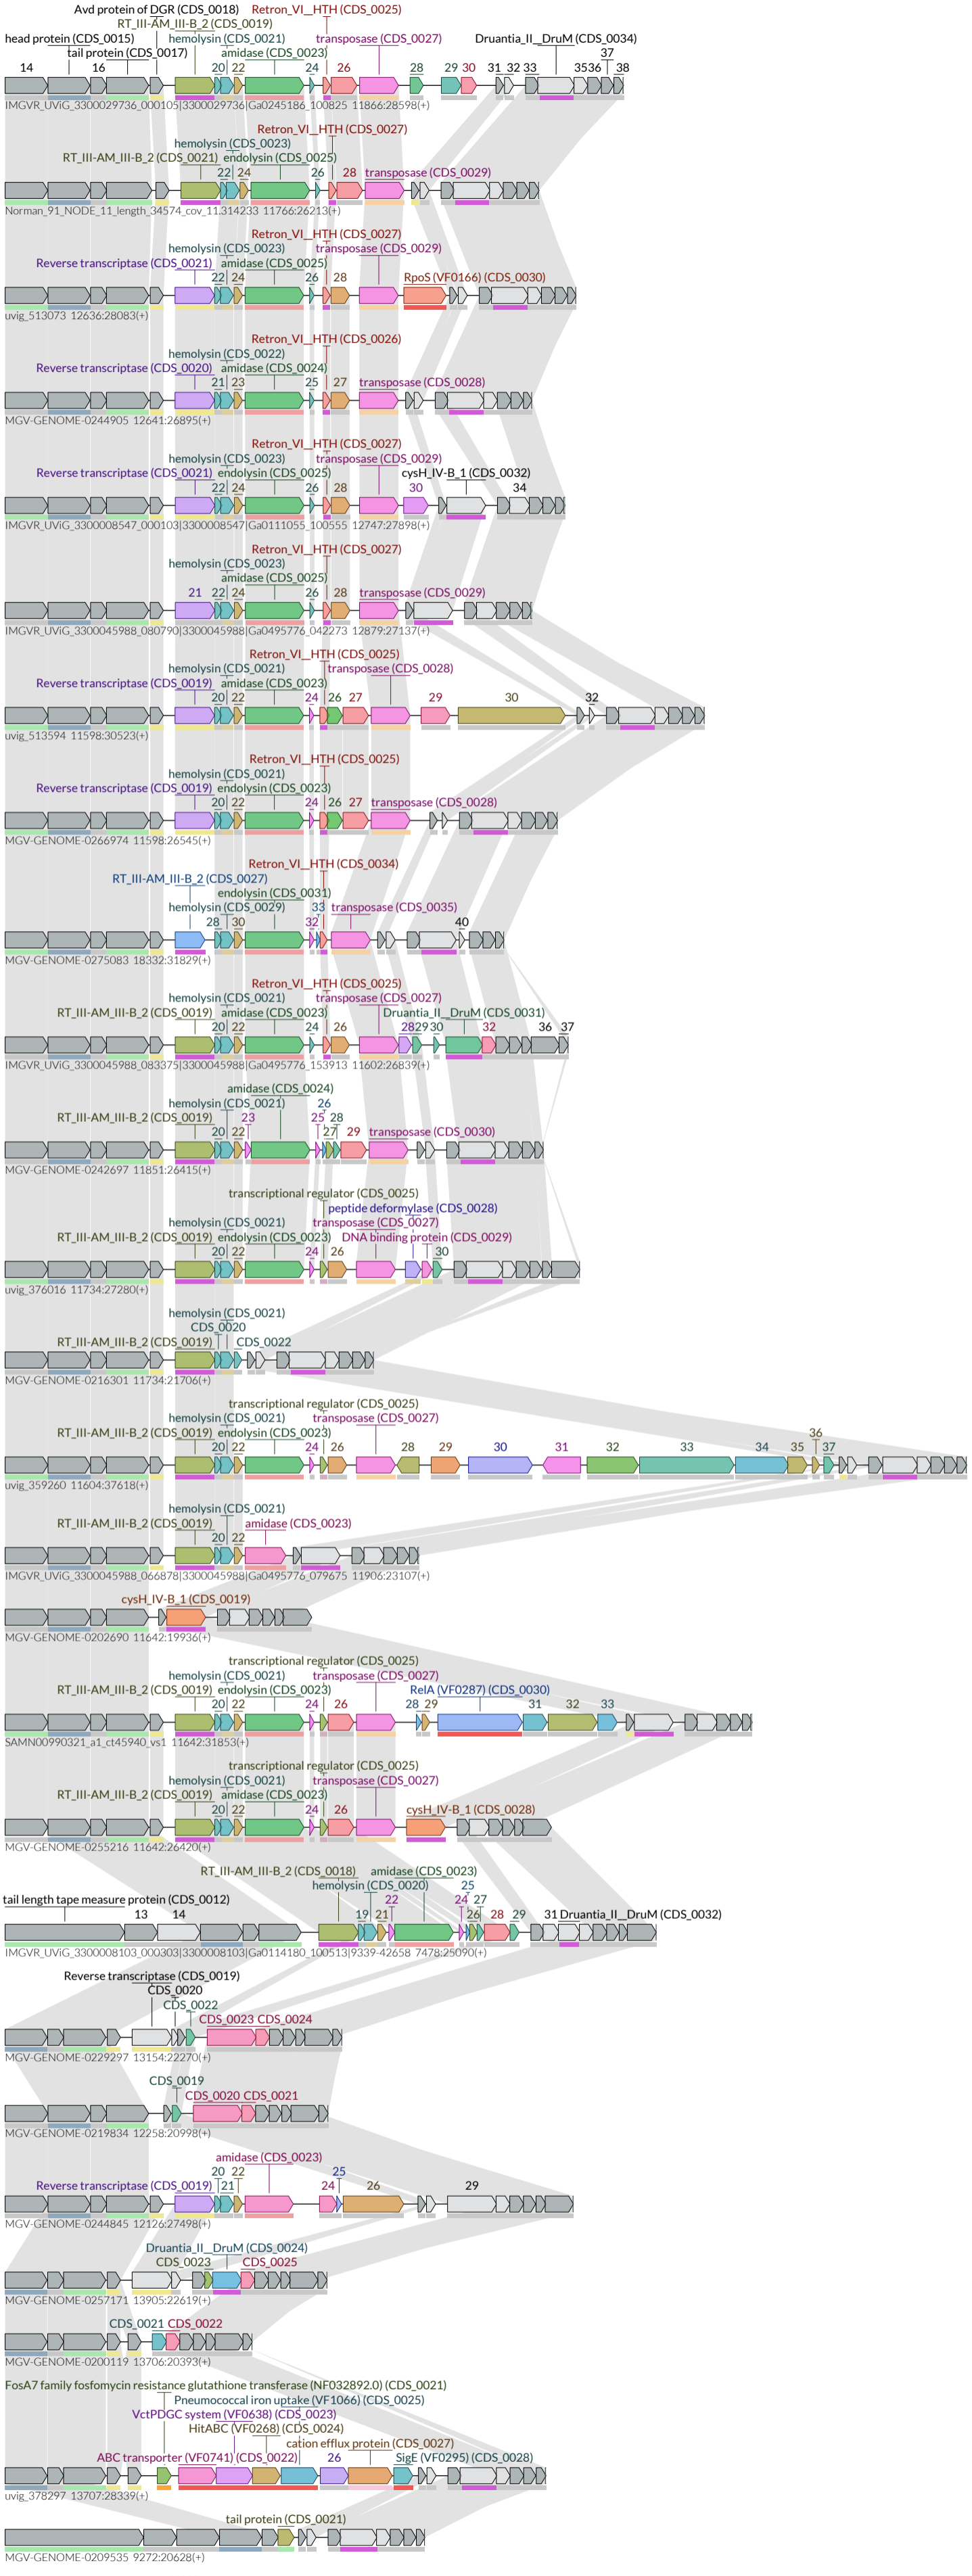 Avd protein of DGR (CDS_0018) Retron_VI__HTH (CDS_0025)
RT_III-AM_III-B_2 (CDS_0019)
head protein (CDS_0015) hemolysin (CDS_0021) transposase (CDS_0027) Druantia_II__DruM (CDS_0034)
tail protein (CDS_0017) amidase (CDS_0023) 37
14 16 20 22 24 26 28 29 30 31 32 33 35 36 38
IMGVR_UViG_3300029736_000105|3300029736|Ga0245186_100825 11866:28598(+)
Retron_VI__HTH (CDS_0027)
hemolysin (CDS_0023)
RT_III-AM_III-B_2 (CDS_0021) endolysin (CDS_0025)
22 24 26 28 transposase (CDS_0029)
Norman_91_NODE_11_length_34574_cov_11.314233 11766:26213(+)
Retron_VI__HTH (CDS_0027)
hemolysin (CDS_0023) transposase (CDS_0029)
Reverse transcriptase (CDS_0021) amidase (CDS_0025)
22 24 26 28 RpoS (VF0166) (CDS_0030)
uvig_513073 12636:28083(+)
Retron_VI__HTH (CDS_0026)
hemolysin (CDS_0022)
Reverse transcriptase (CDS_0020) amidase (CDS_0024)
21 23 25 27 transposase (CDS_0028)
MGV-GENOME-0244905 12641:26895(+)
Retron_VI__HTH (CDS_0027)
hemolysin (CDS_0023) transposase (CDS_0029)
Reverse transcriptase (CDS_0021) endolysin (CDS_0025) cysH_IV-B_1 (CDS_0032)
22 24 26 28 30 34
IMGVR_UViG_3300008547_000103|3300008547|Ga0111055_100555 12747:27898(+)
Retron_VI__HTH (CDS_0027)
hemolysin (CDS_0023)
amidase (CDS_0025)
21 22 24 26 28 transposase (CDS_0029)
IMGVR_UViG_3300045988_080790|3300045988|Ga0495776_042273 12879:27137(+)
Retron_VI__HTH (CDS_0025)
hemolysin (CDS_0021) transposase (CDS_0028)
Reverse transcriptase (CDS_0019) amidase (CDS_0023)
20 22 24 26 27 29 30 32
uvig_513594 11598:30523(+)
Retron_VI__HTH (CDS_0025)
hemolysin (CDS_0021)
Reverse transcriptase (CDS_0019) endolysin (CDS_0023)
20 22 24 26 27 transposase (CDS_0028)
MGV-GENOME-0266974 11598:26545(+)
Retron_VI__HTH (CDS_0034)
RT_III-AM_III-B_2 (CDS_0027)
endolysin (CDS_0031)
hemolysin (CDS_0029) 33 transposase (CDS_0035)
28 30 32 40
MGV-GENOME-0275083 18332:31829(+)
Retron_VI__HTH (CDS_0025)
hemolysin (CDS_0021) transposase (CDS_0027)
RT_III-AM_III-B_2 (CDS_0019) amidase (CDS_0023) Druantia_II__DruM (CDS_0031)
20 22 24 26 28 29 30 32 36 37
IMGVR_UViG_3300045988_083375|3300045988|Ga0495776_153913 11602:26839(+)
amidase (CDS_0024)
hemolysin (CDS_0021) 26
RT_III-AM_III-B_2 (CDS_0019) 23 25 28
20 22 27 29 transposase (CDS_0030)
MGV-GENOME-0242697 11851:26415(+)
transcriptional regulator (CDS_0025)
peptide deformylase (CDS_0028)
hemolysin (CDS_0021) transposase (CDS_0027)
RT_III-AM_III-B_2 (CDS_0019) endolysin (CDS_0023) DNA binding protein (CDS_0029)
20 22 24 26 30
uvig_376016 11734:27280(+)
hemolysin (CDS_0021)
CDS_0020
RT_III-AM_III-B_2 (CDS_0019) CDS_0022
MGV-GENOME-0216301 11734:21706(+)
transcriptional regulator (CDS_0025)
hemolysin (CDS_0021) transposase (CDS_0027)
RT_III-AM_III-B_2 (CDS_0019) endolysin (CDS_0023) 36
20 22 24 26 28 29 30 31 32 33 34 35 37
uvig_359260 11604:37618(+)
hemolysin (CDS_0021)
RT_III-AM_III-B_2 (CDS_0019) amidase (CDS_0023)
20 22
IMGVR_UViG_3300045988_066878|3300045988|Ga0495776_079675 11906:23107(+)
cysH_IV-B_1 (CDS_0019)
MGV-GENOME-0202690 11642:19936(+)
transcriptional regulator (CDS_0025)
hemolysin (CDS_0021) transposase (CDS_0027)
RT_III-AM_III-B_2 (CDS_0019) endolysin (CDS_0023) RelA (VF0287) (CDS_0030)
20 22 24 26 28 29 31 32 33
SAMN00990321_a1_ct45940_vs1 11642:31853(+)
transcriptional regulator (CDS_0025)
hemolysin (CDS_0021) transposase (CDS_0027)
RT_III-AM_III-B_2 (CDS_0019) amidase (CDS_0023)
20 22 24 26 cysH_IV-B_1 (CDS_0028)
MGV-GENOME-0255216 11642:26420(+)
RT_III-AM_III-B_2 (CDS_0018) amidase (CDS_0023)
hemolysin (CDS_0020) 25
tail length tape measure protein (CDS_0012) 22 24 27
13 14 19 21 26 28 29 31 Druantia_II__DruM (CDS_0032)
IMGVR_UViG_3300008103_000303|3300008103|Ga0114180_100513|9339-42658 7478:25090(+)
Reverse transcriptase (CDS_0019)
CDS_0020
CDS_0022
CDS_0023 CDS_0024
MGV-GENOME-0229297 13154:22270(+)
CDS_0019
CDS_0020 CDS_0021
MGV-GENOME-0219834 12258:20998(+)
amidase (CDS_0023)
20 22 25
Reverse transcriptase (CDS_0019) 21 24 26 29
MGV-GENOME-0244845 12126:27498(+)
Druantia_II__DruM (CDS_0024)
CDS_0023 CDS_0025
MGV-GENOME-0257171 13905:22619(+)
CDS_0021 CDS_0022
MGV-GENOME-0200119 13706:20393(+)
FosA7 family fosfomycin resistance glutathione transferase (NF032892.0) (CDS_0021)
Pneumococcal iron uptake (VF1066) (CDS_0025)
VctPDGC system (VF0638) (CDS_0023)
HitABC (VF0268) (CDS_0024)
cation efflux protein (CDS_0027)
ABC transporter (VF0741) (CDS_0022) 26 SigE (VF0295) (CDS_0028)
uvig_378297 13707:28339(+)
tail protein (CDS_0021)
MGV-GENOME-0209535 9272:20628(+)